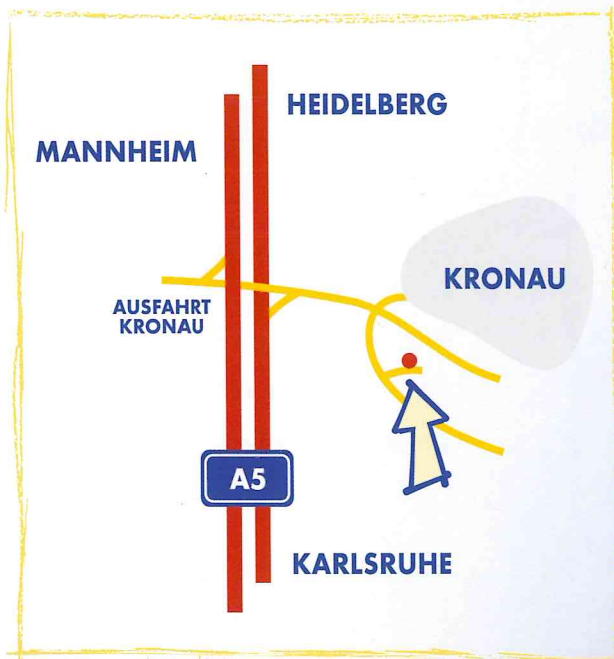 HEIDELBERG
MANNHEIM
KRONAU
AUSFAHRT
KRONAU
A5
KARLSRUHE